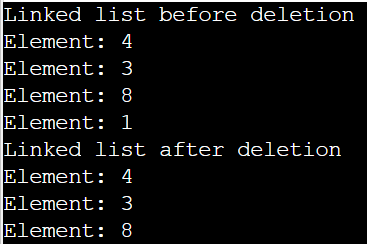 Linked list before deletion
Element: 4
Element: 3
Element: 8
Element: 1
Linked list after deletion
Element: 4
Element: 3
Element: 8